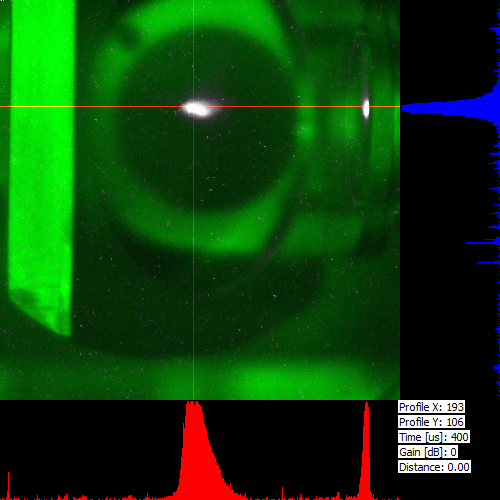 Profile X: 193
Profile Y: 106
Time [us]: 400
Gain [dB]: 0
Distance: 0.00